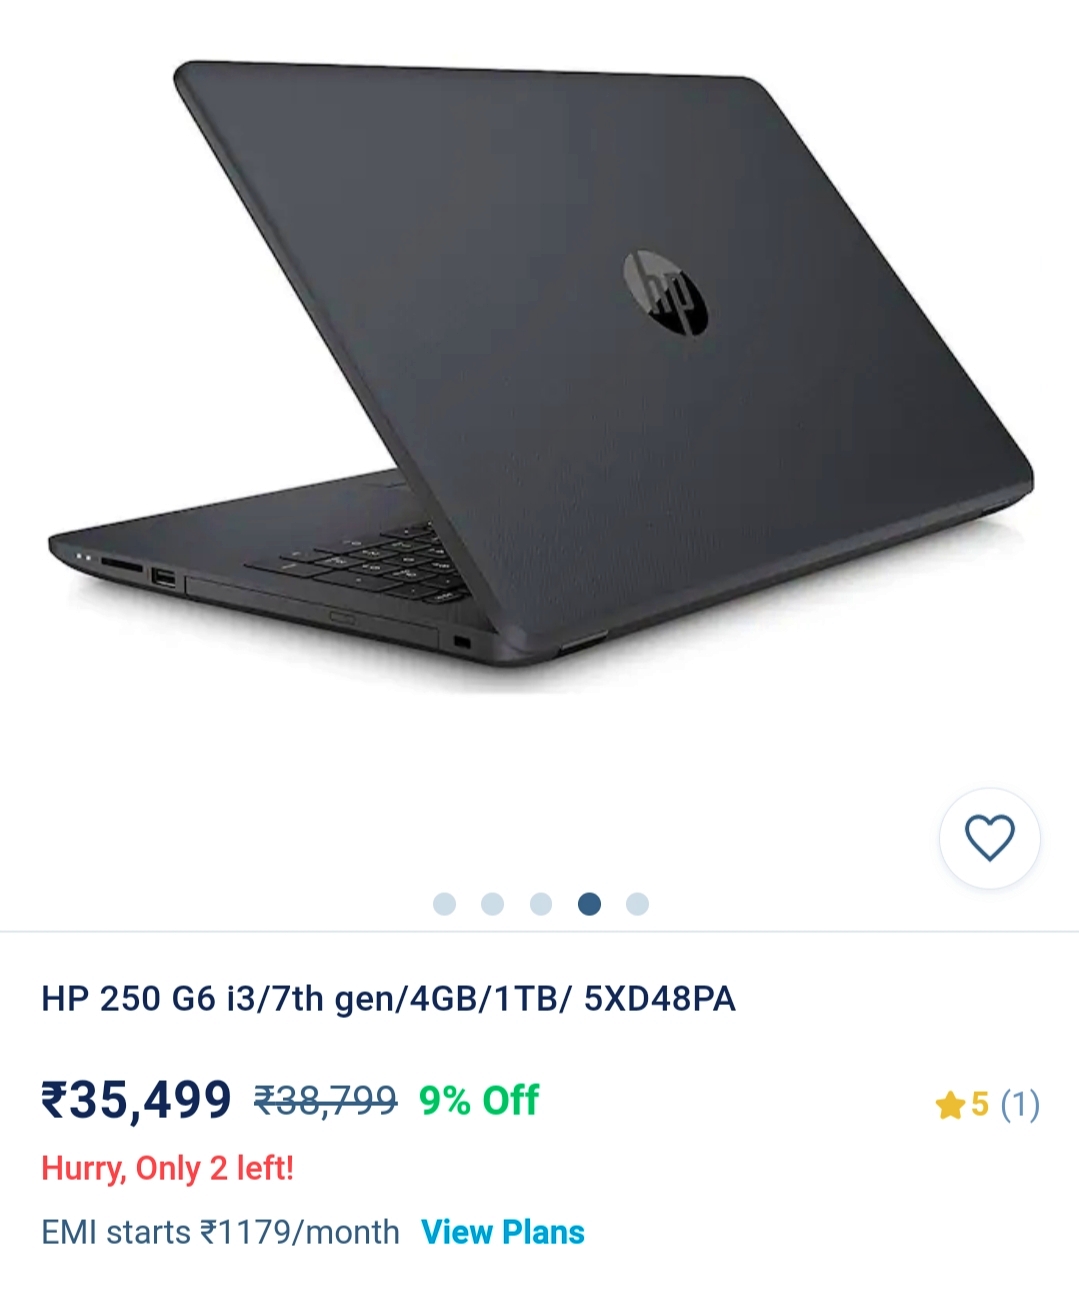 hp
HP 250 G6 i3/7th gen/4GB/1TB/ 5XD48PA
₹35,499 ₹38,799 9% Off 5 (1)
Hurry, Only 2 left!
EMI starts ₹1179/month View Plans